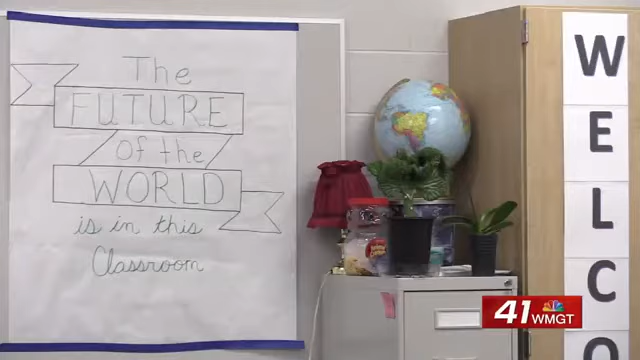 The
FUTURE
Of the
WORLD
is in this
Classroom
W
E
L
C
O
41
WMGT